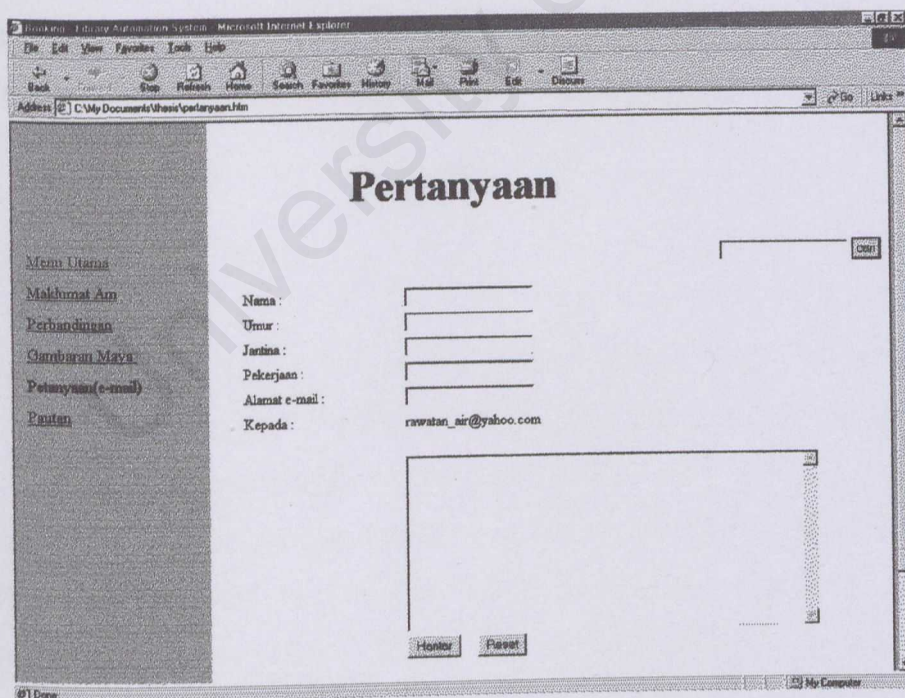 Booking - Library Automation System - Microsoft Internet Explorer
File Edit View Favorites Tools Help
Back Forward Stop Refresh Home Search Favorites History Mail Print Edit Discuss
Address C:\My Documents\thesis\pertanyaan.htm Go Links »
Pertanyaan
cari
Menu Utama
Maklumat Am
Perbandingan
Gambaran Maya
Petanyaan(e-mail)
Pautan
Nama :
Umur :
Jantina :
Pekerjaan :
Alamat e-mail :
Kepada : rawatan_air@yahoo.com
Hantar Reset
Done My Computer
University